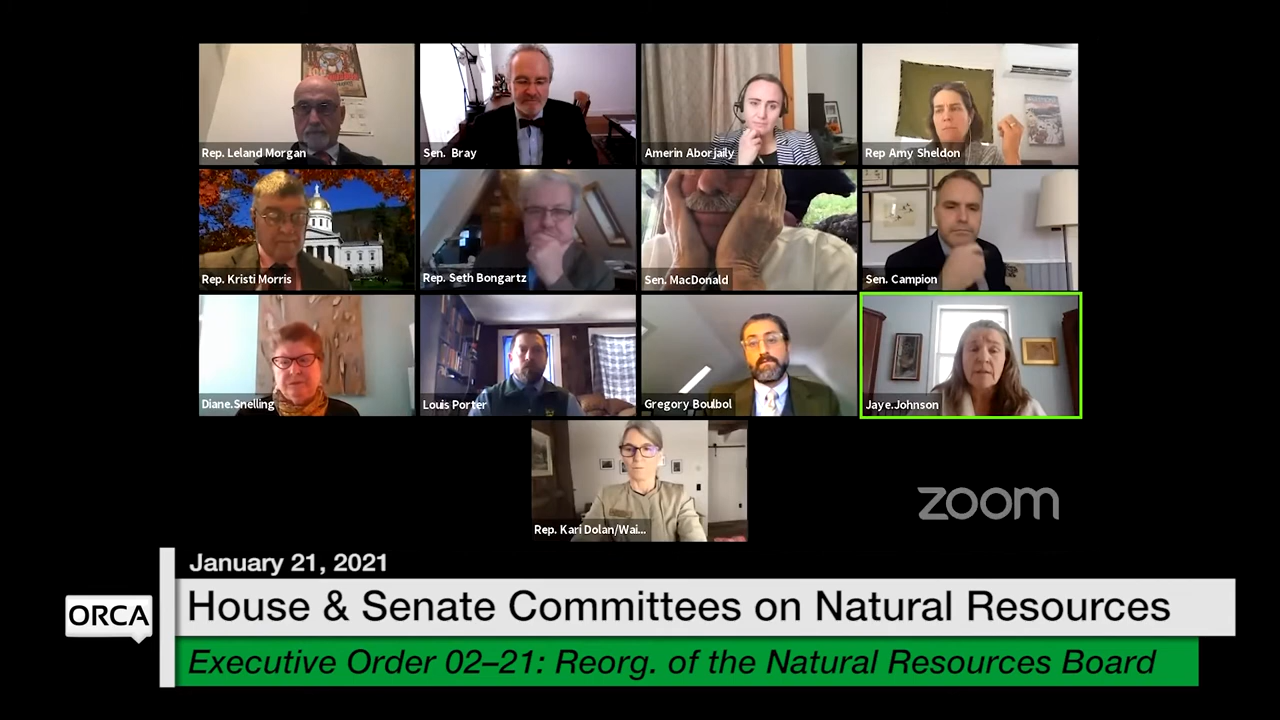 Rep. Leland Morgan
Sen. Bray
Amerin Aborjaily
Rep Amy Sheldon
Rep. Kristi Morris
Rep. Seth Bongartz
Sen. MacDonald
Sen. Campion
Diane.Snelling
Louis Porter
Gregory Boulbol
Jaye.Johnson
Rep. Kari Dolan/Wai...
zoom
January 21, 2021
ORCA
House & Senate Committees on Natural Resources
Executive Order 02–21: Reorg. of the Natural Resources Board